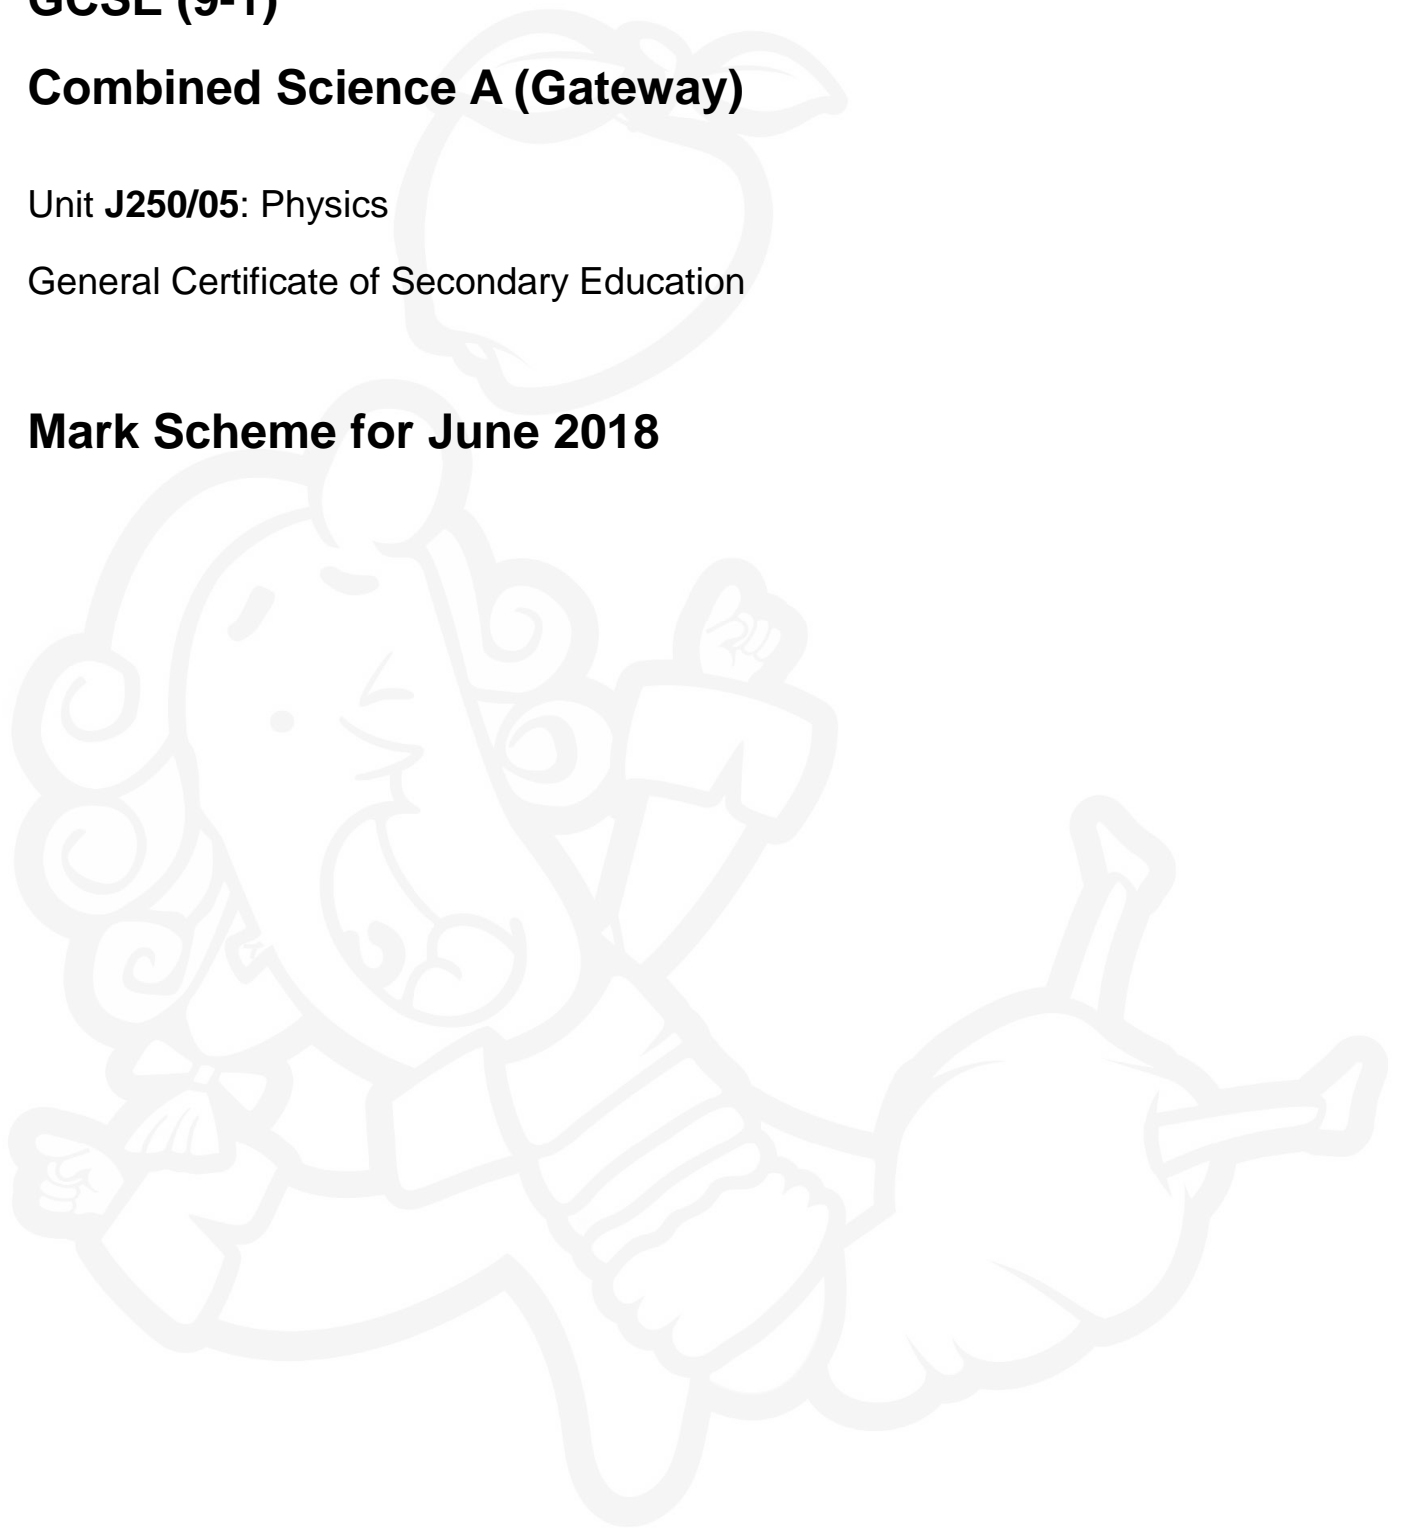 GCSE (9-1)
Combined Science A (Gateway)
Unit J250/05: Physics
General Certificate of Secondary Education
Mark Scheme for June 2018